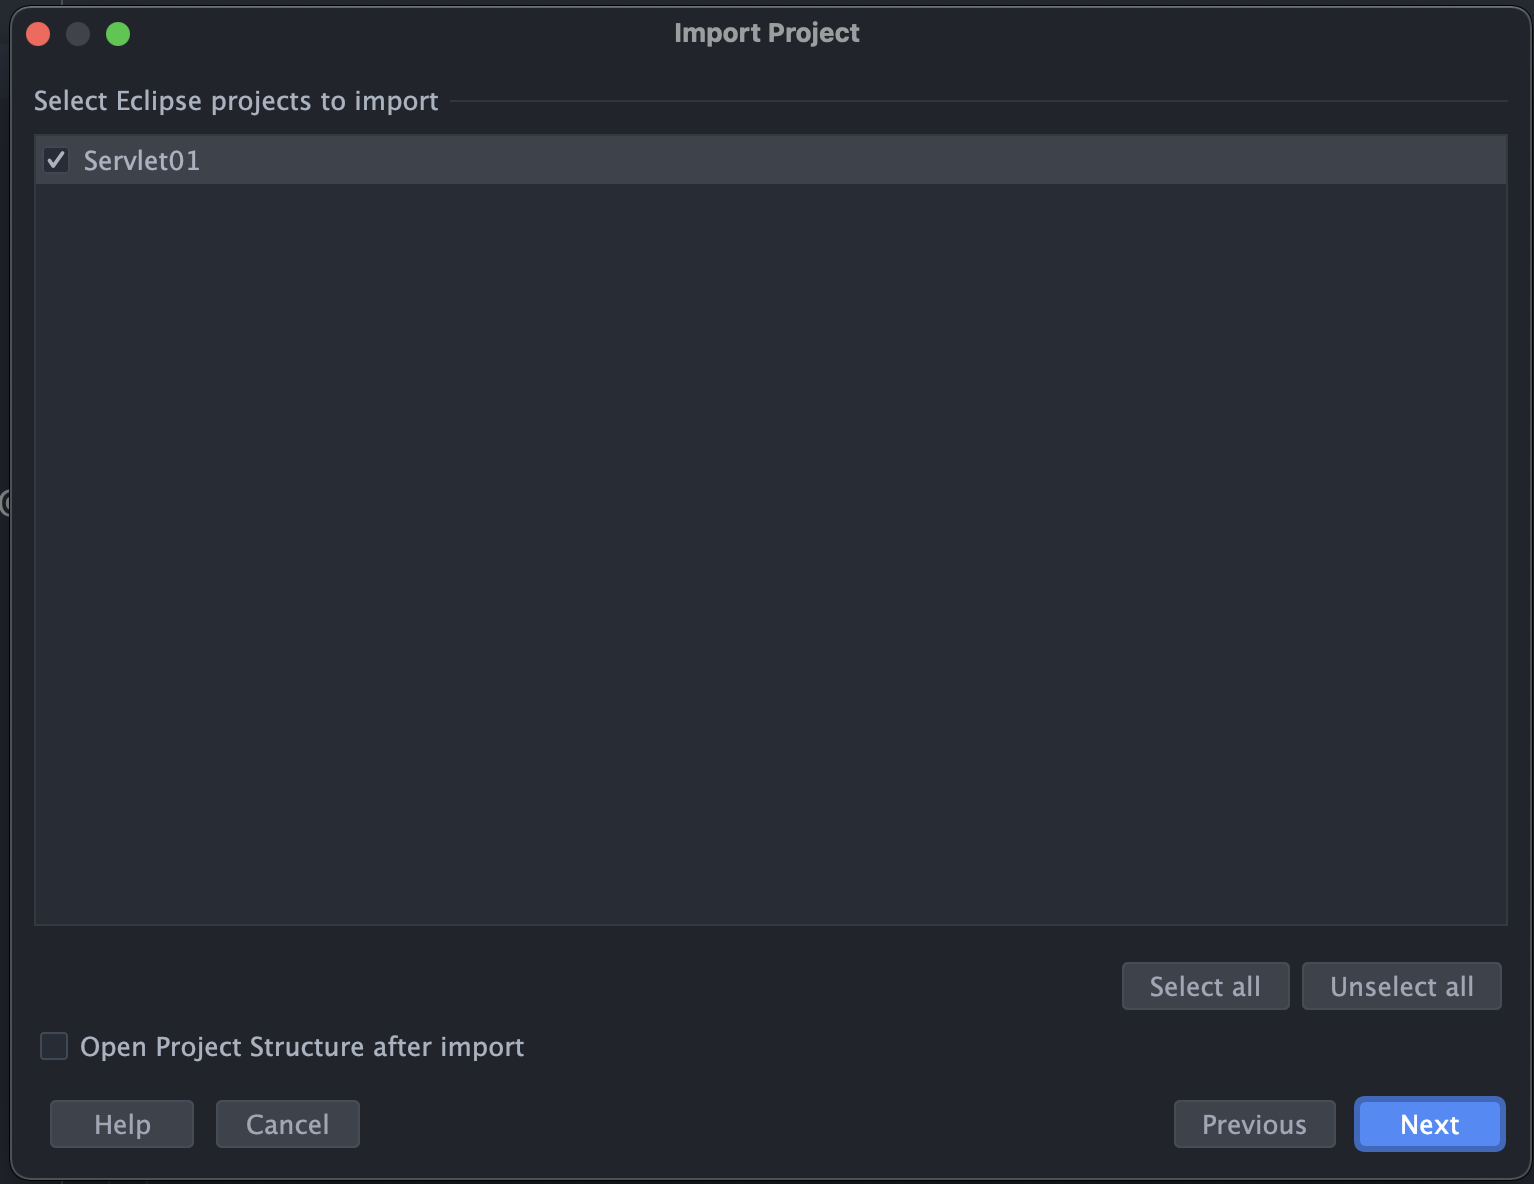 Import Project
Select Eclipse projects to import
Servlet01
Select all
Unselect all
Open Project Structure after import
Help
Cancel
Previous
Next